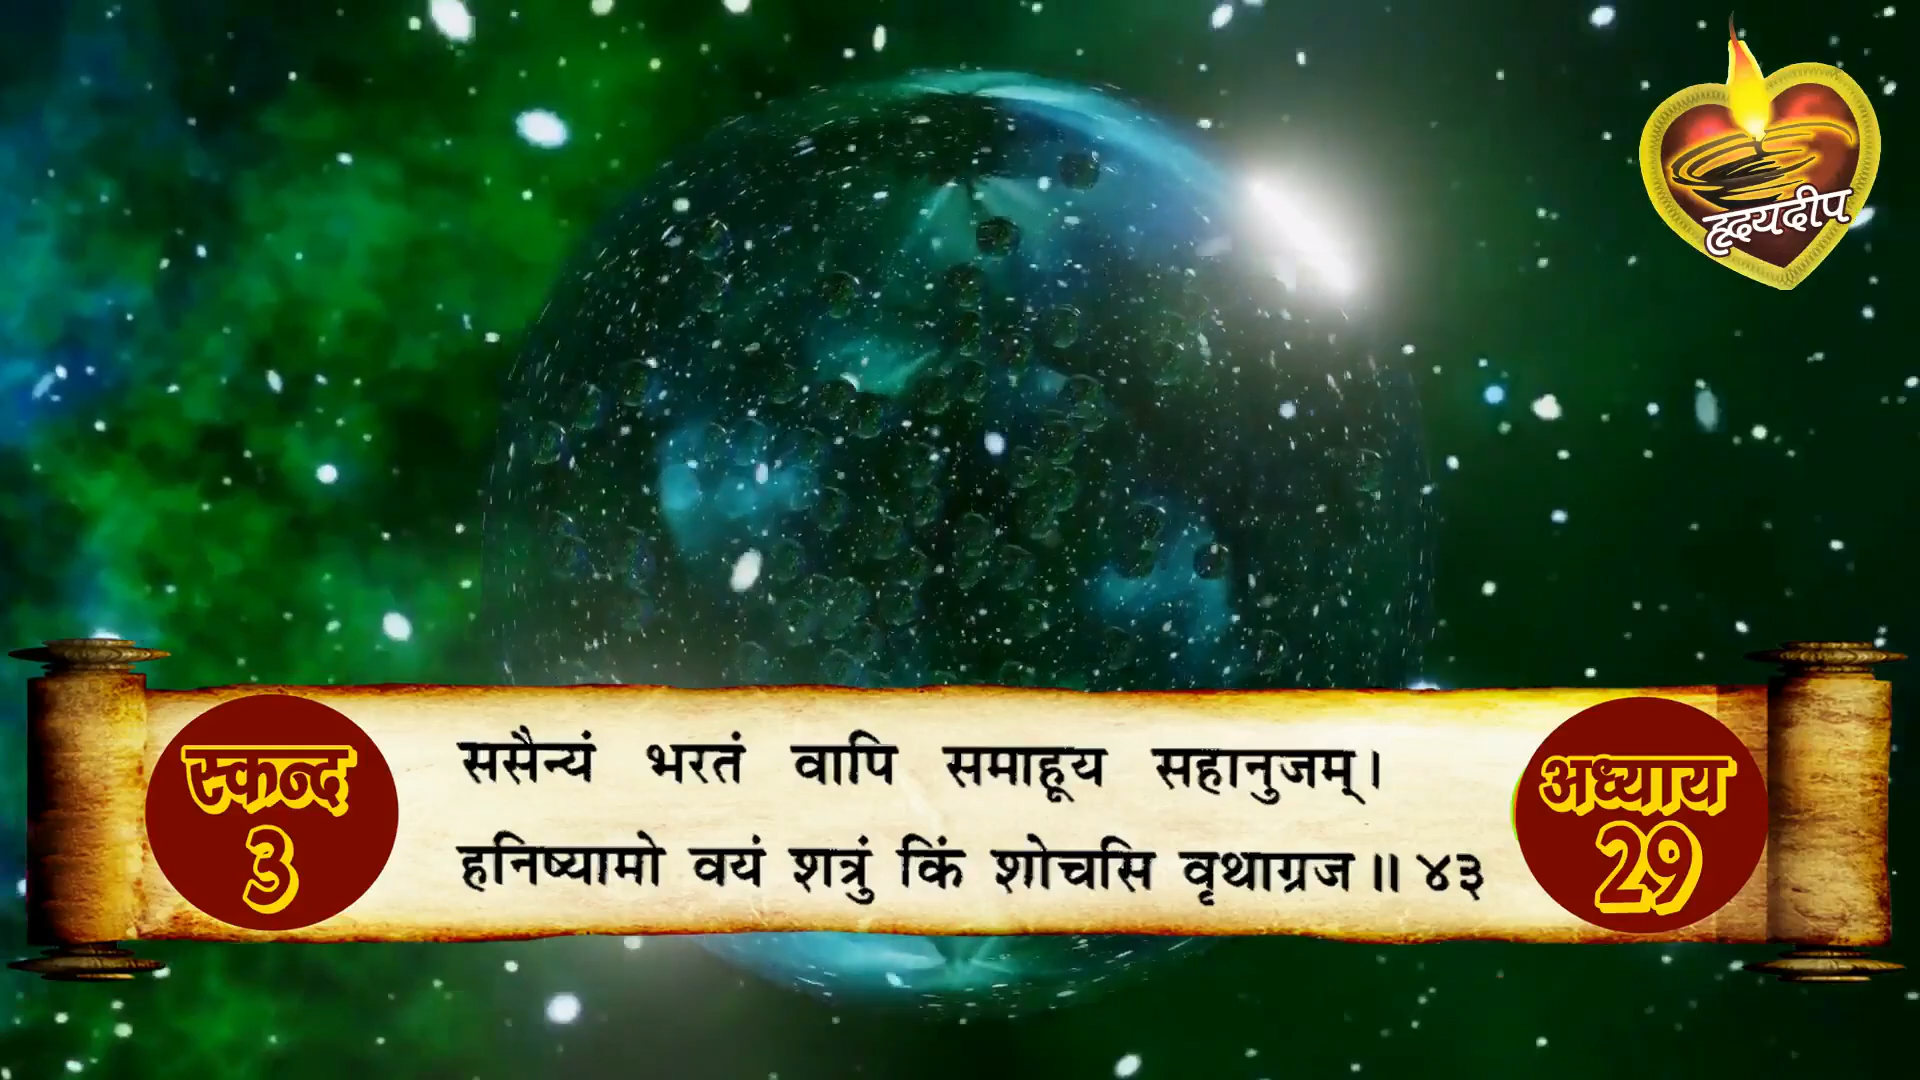 हृदयदीप
स्कन्द
3
ससैन्यं भरतं वापि समाहूय सहानुजम्।
हनिष्यामो वयं शत्रुं किं शोचसि वृथाग्रज॥ ४३
अध्याय
29